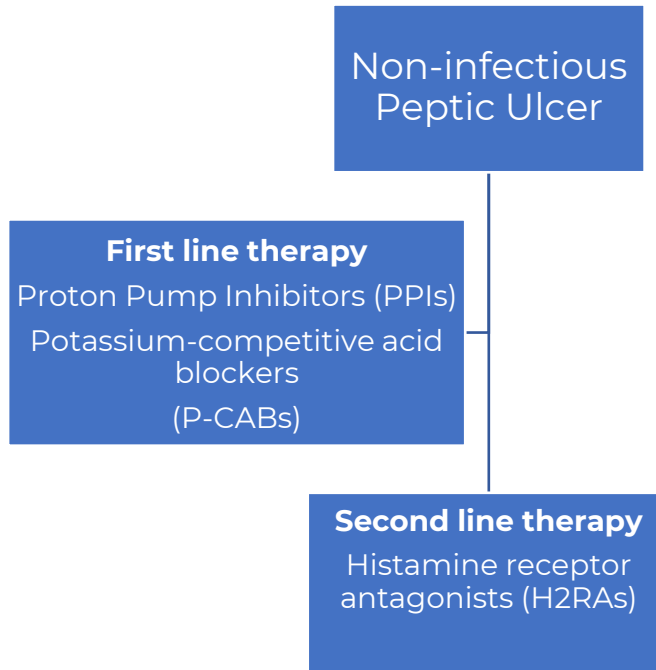 Non-infectious
Peptic Ulcer
First line therapy
Proton Pump Inhibitors (PPIs)
Potassium-competitive acid
blockers
(P-CABs)
Second line therapy
Histamine receptor
antagonists (H2RAs)